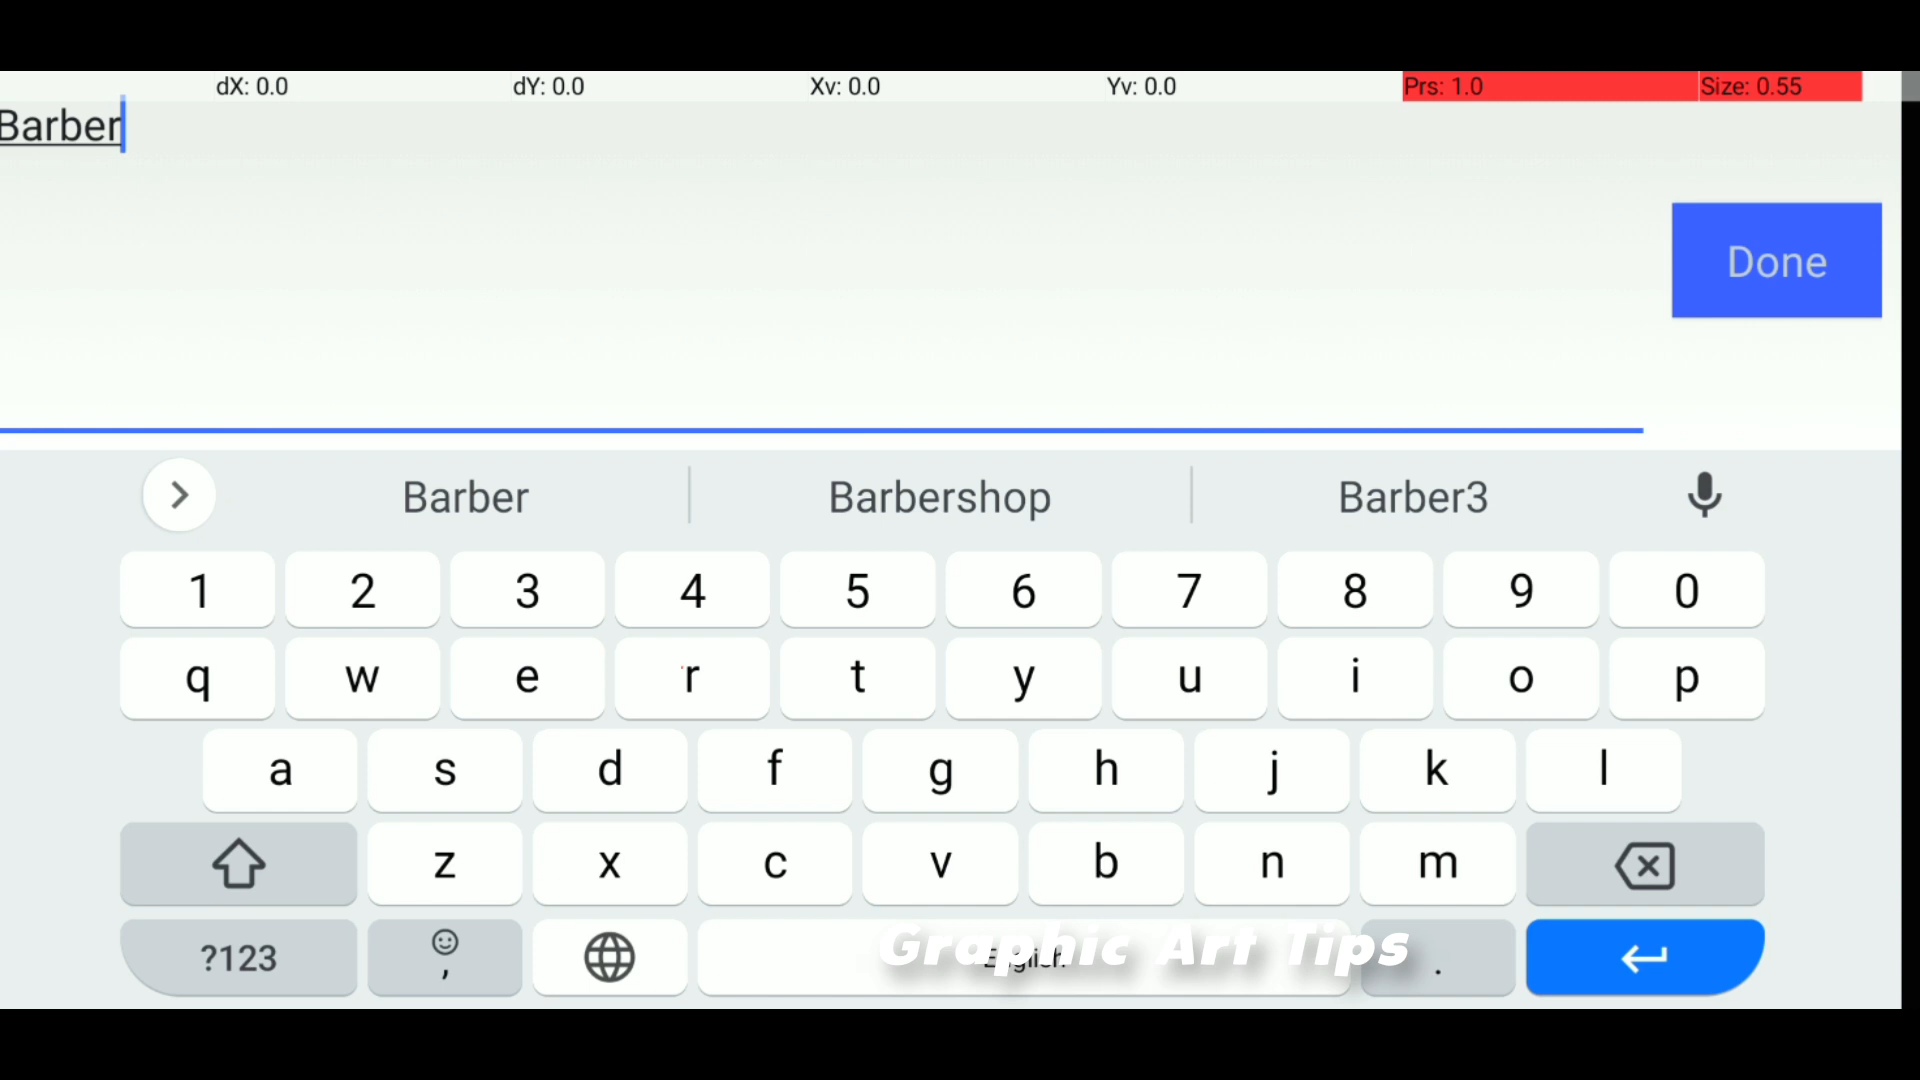 dX: 0.0 dY: 0.0 Xv: 0.0 Yv: 0.0 Prs: 1.0 Size: 0.55
Barber
Done
Barber Barbershop Barber3
1 2 3 4 5 6 7 8 9 0
q w e r t y u i o p
a s d f g h j k l
z x c v b n m
?123 , English .
Graphic Art Tips